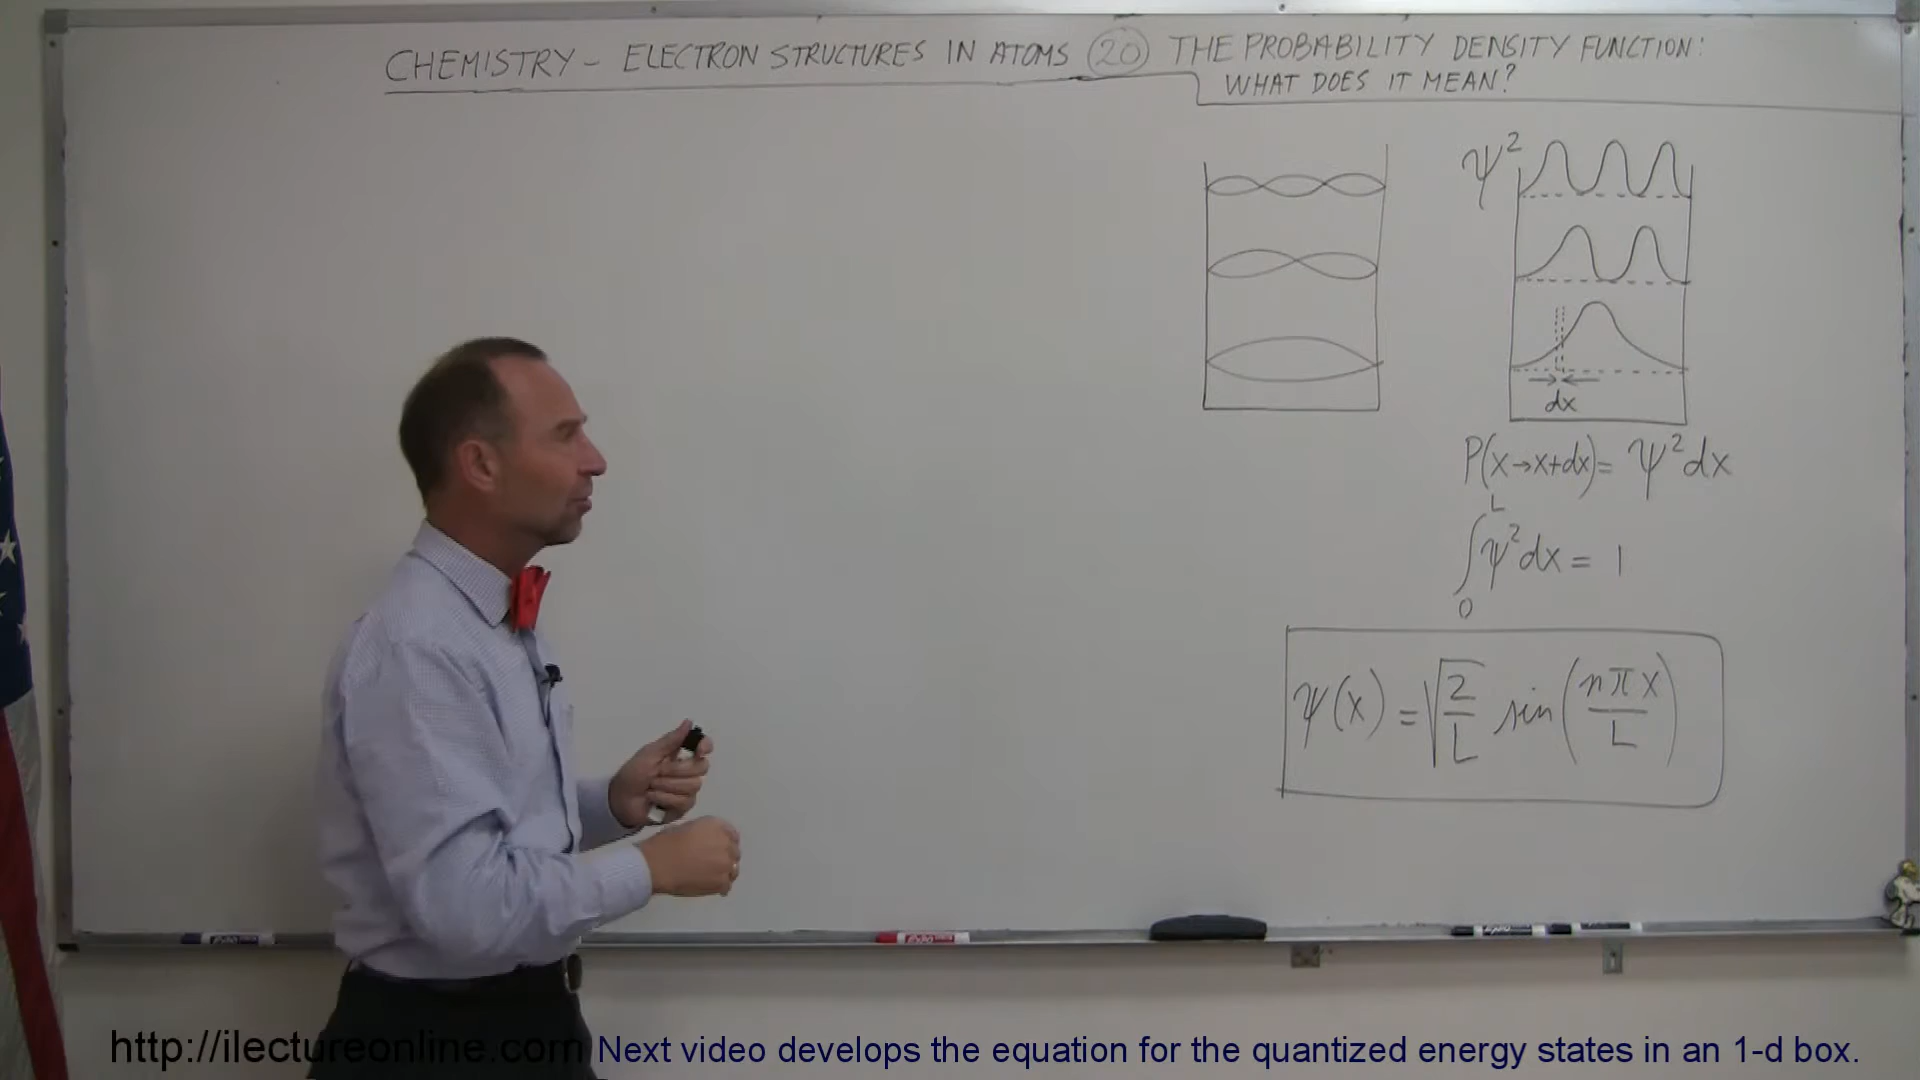 CHEMISTRY - ELECTRON STRUCTURES IN ATOMS 20 THE PROBABILITY DENSITY FUNCTION:
WHAT DOES IT MEAN?
ψ²
dx
P(x→x+dx) = ψ²dx
∫₀ᴸ ψ²dx = 1
ψ(x) = √(2/L) sin(nπx/L)
http://ilectureonline.com Next video develops the equation for the quantized energy states in an 1-d box.